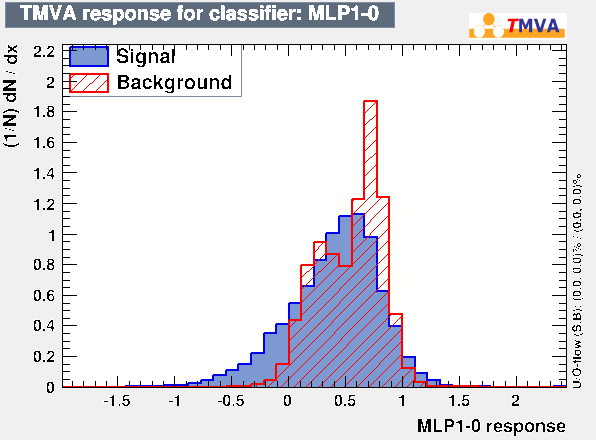 TMVA response for classifier: MLP1-0
TMVA
Signal
Background
(1/N) dN / dx
2.2
2
1.8
1.6
1.4
1.2
1
0.8
0.6
0.4
0.2
0
-1.5
-1
-0.5
0
0.5
1
1.5
2
MLP1-0 response
U/O-flow (S,B): (0.0, 0.0)% / (0.0, 0.0)%